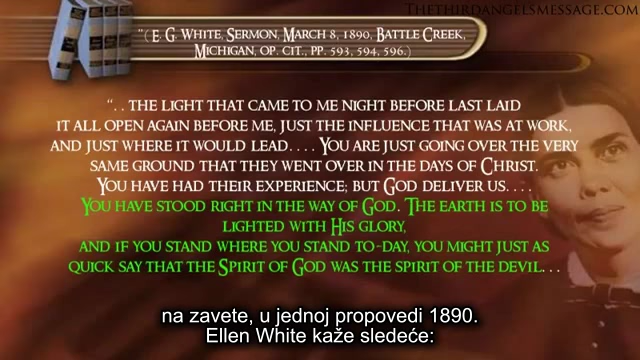 Thethirdangelsmessage.com
"( E. G. White, Sermon, March 8, 1890, Battle Creek,
Michigan, op. cit., pp. 593, 594, 596.)
“. . the light that came to me night before last laid
it all open again before me, just the influence that was at work,
and just where it would lead. . . . You are just going over the very
same ground that they went over in the days of Christ.
You have had their experience; but God deliver us. . . .
You have stood right in the way of God. The earth is to be
lighted with His glory,
and if you stand where you stand to-day, you might just as
quick say that the Spirit of God was the spirit of the devil. . .
na zavete, u jednoj propovedi 1890.
Ellen White kaže sledeće: